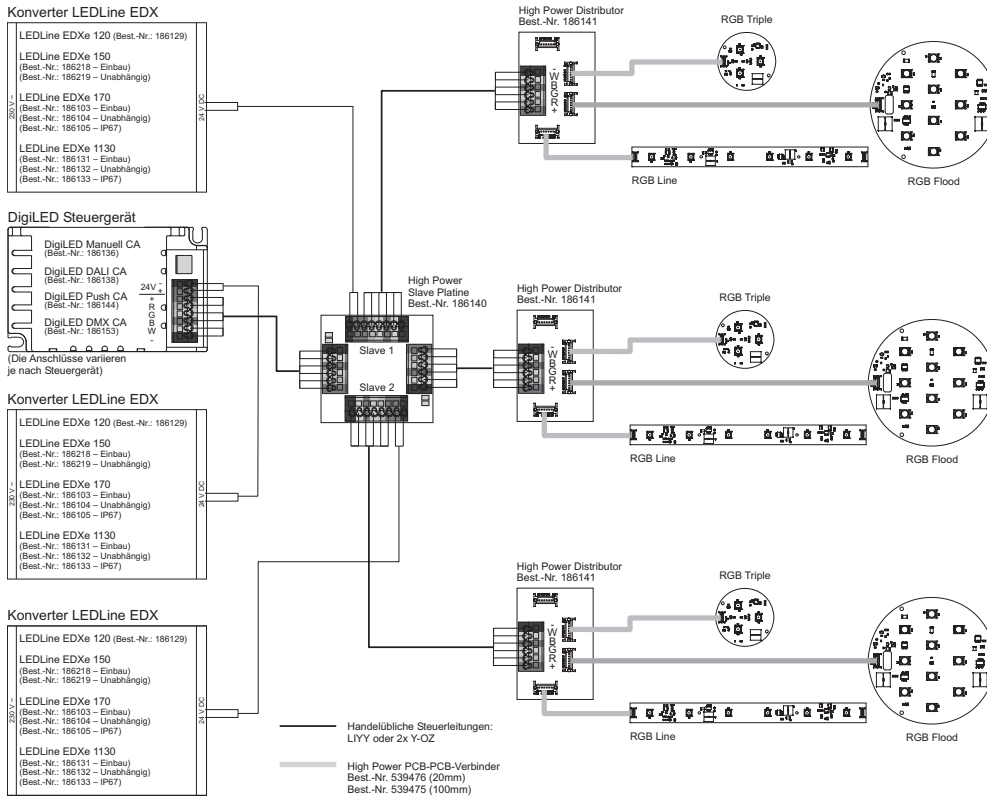 Konverter LEDLine EDX
LEDLine EDXe 120 (Best.-Nr.: 186129)
LEDLine EDXe 150
(Best.-Nr.: 186218 – Einbau)
(Best.-Nr.: 186219 – Unabhängig)
LEDLine EDXe 170
(Best.-Nr.: 186103 – Einbau)
(Best.-Nr.: 186104 – Unabhängig)
(Best.-Nr.: 186105 – IP67)
LEDLine EDXe 1130
(Best.-Nr.: 186131 – Einbau)
(Best.-Nr.: 186132 – Unabhängig)
(Best.-Nr.: 186133 – IP67)
230 V ~
24 V DC
DigiLED Steuergerät
DigiLED Manuell CA
(Best.-Nr.: 186136)
DigiLED DALI CA
(Best.-Nr.: 186138)
DigiLED Push CA
(Best.-Nr.: 186144)
DigiLED DMX CA
(Best.-Nr.: 186153)
24V -
+
+
R
G
B
W
-
(Die Anschlüsse variieren
je nach Steuergerät)
Konverter LEDLine EDX
LEDLine EDXe 120 (Best.-Nr.: 186129)
LEDLine EDXe 150
(Best.-Nr.: 186218 – Einbau)
(Best.-Nr.: 186219 – Unabhängig)
LEDLine EDXe 170
(Best.-Nr.: 186103 – Einbau)
(Best.-Nr.: 186104 – Unabhängig)
(Best.-Nr.: 186105 – IP67)
LEDLine EDXe 1130
(Best.-Nr.: 186131 – Einbau)
(Best.-Nr.: 186132 – Unabhängig)
(Best.-Nr.: 186133 – IP67)
230 V ~
24 V DC
Konverter LEDLine EDX
LEDLine EDXe 120 (Best.-Nr.: 186129)
LEDLine EDXe 150
(Best.-Nr.: 186218 – Einbau)
(Best.-Nr.: 186219 – Unabhängig)
LEDLine EDXe 170
(Best.-Nr.: 186103 – Einbau)
(Best.-Nr.: 186104 – Unabhängig)
(Best.-Nr.: 186105 – IP67)
LEDLine EDXe 1130
(Best.-Nr.: 186131 – Einbau)
(Best.-Nr.: 186132 – Unabhängig)
(Best.-Nr.: 186133 – IP67)
230 V ~
24 V DC
High Power
Slave Platine
Best.-Nr. 186140
Slave 1
Slave 2
High Power Distributor
Best.-Nr. 186141
-
W
B
G
R
+
RGB Triple
RGB Line
RGB Flood
High Power Distributor
Best.-Nr. 186141
-
W
B
G
R
+
RGB Triple
RGB Line
RGB Flood
High Power Distributor
Best.-Nr. 186141
-
W
B
G
R
+
RGB Triple
RGB Line
RGB Flood
Handelübliche Steuerleitungen:
LIYY oder 2x Y-OZ
High Power PCB-PCB-Verbinder
Best.-Nr. 539476 (20mm)
Best.-Nr. 539475 (100mm)